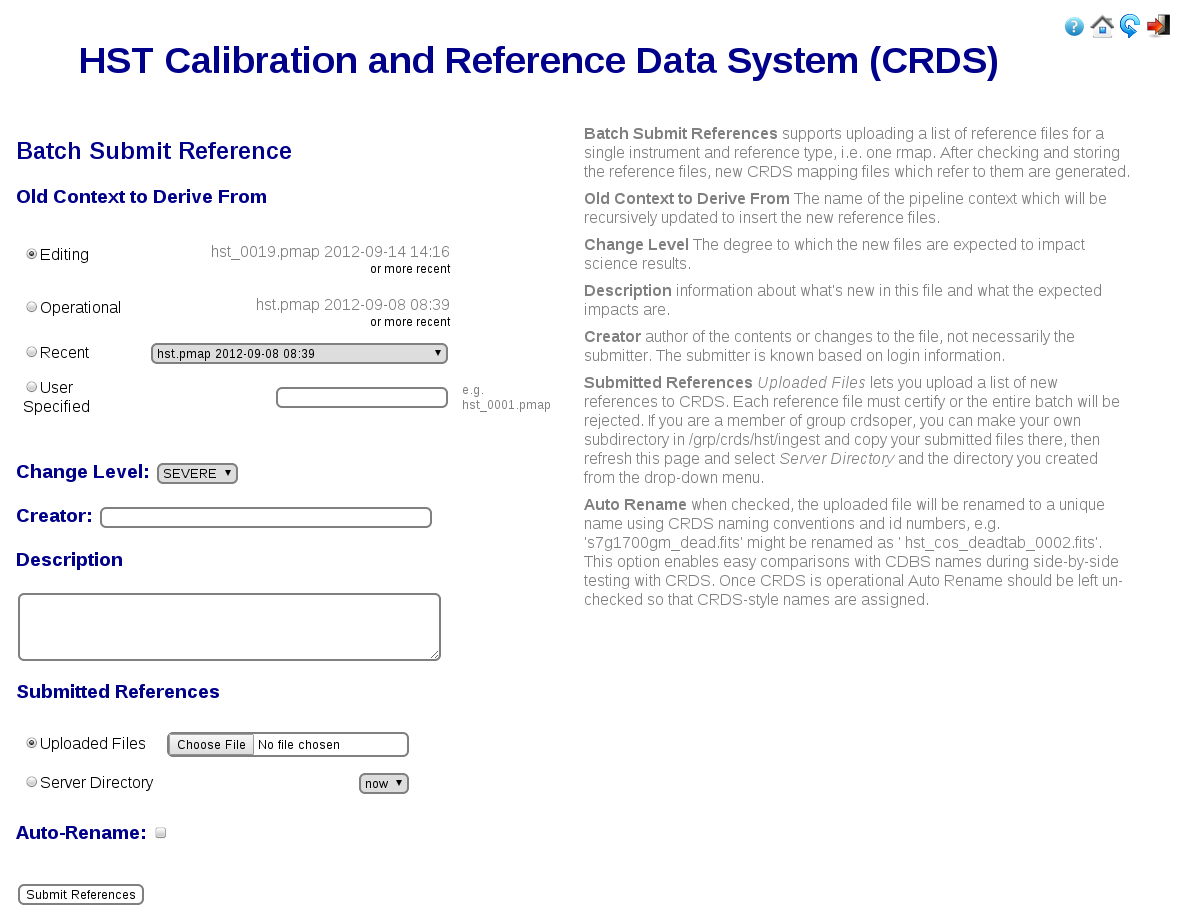 HST Calibration and Reference Data System (CRDS)
Batch Submit Reference
Old Context to Derive From
Editing hst_0019.pmap 2012-09-14 14:16
or more recent
Operational hst.pmap 2012-09-08 08:39
or more recent
Recent hst.pmap 2012-09-08 08:39
User
Specified
e.g.
hst_0001.pmap
Change Level: SEVERE
Creator:
Description
Submitted References
Uploaded Files Choose File No file chosen
Server Directory now
Auto-Rename:
Submit References
Batch Submit References supports uploading a list of reference files for a
single instrument and reference type, i.e. one rmap. After checking and storing
the reference files, new CRDS mapping files which refer to them are generated.
Old Context to Derive From The name of the pipeline context which will be
recursively updated to insert the new reference files.
Change Level The degree to which the new files are expected to impact
science results.
Description information about what's new in this file and what the expected
impacts are.
Creator author of the contents or changes to the file, not necessarily the
submitter. The submitter is known based on login information.
Submitted References Uploaded Files lets you upload a list of new
references to CRDS. Each reference file must certify or the entire batch will be
rejected. If you are a member of group crdsoper, you can make your own
subdirectory in /grp/crds/hst/ingest and copy your submitted files there, then
refresh this page and select Server Directory and the directory you created
from the drop-down menu.
Auto Rename when checked, the uploaded file will be renamed to a unique
name using CRDS naming conventions and id numbers, e.g.
's7g1700gm_dead.fits' might be renamed as ' hst_cos_deadtab_0002.fits'.
This option enables easy comparisons with CDBS names during side-by-side
testing with CRDS. Once CRDS is operational Auto Rename should be left un-
checked so that CRDS-style names are assigned.